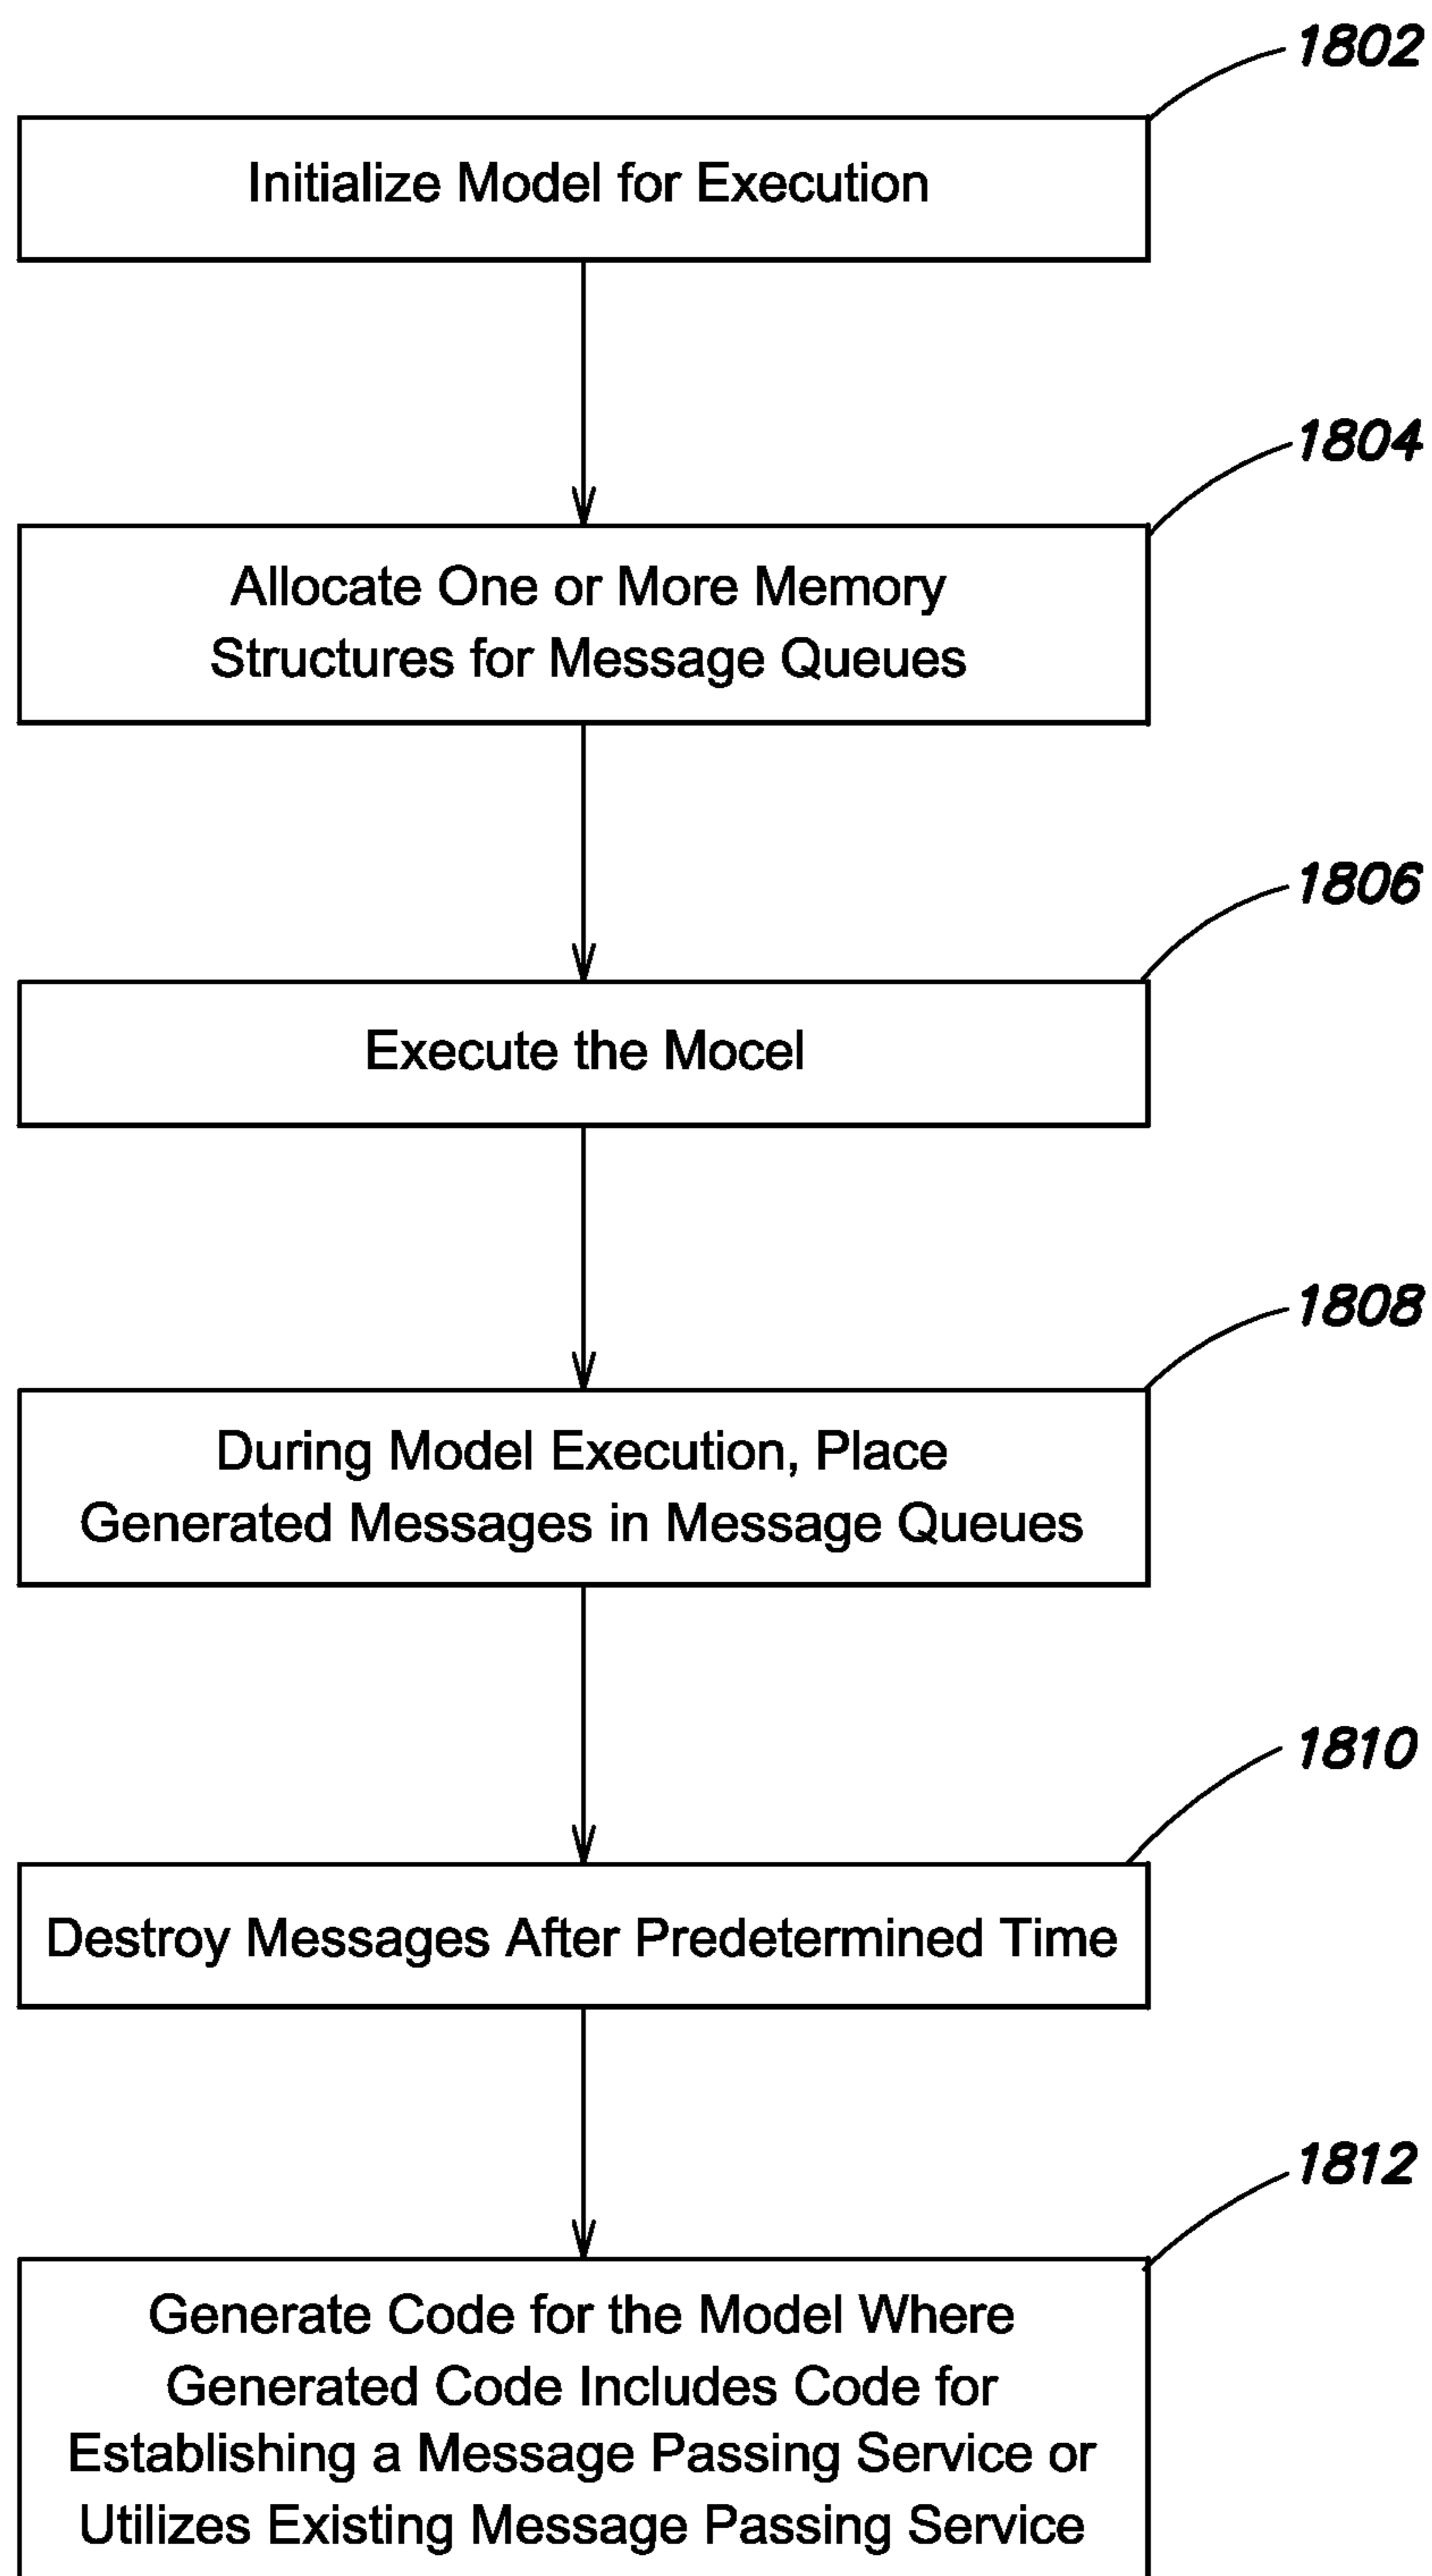 1802
Initialize Model for Execution
1804
Allocate One or More Memory
Structures for Message Queues
1806
Execute the Mocel
1808
During Model Execution, Place
Generated Messages in Message Queues
1810
Destroy Messages After Predetermined Time
1812
Generate Code for the Model Where
Generated Code Includes Code for
Establishing a Message Passing Service or
Utilizes Existing Message Passing Service